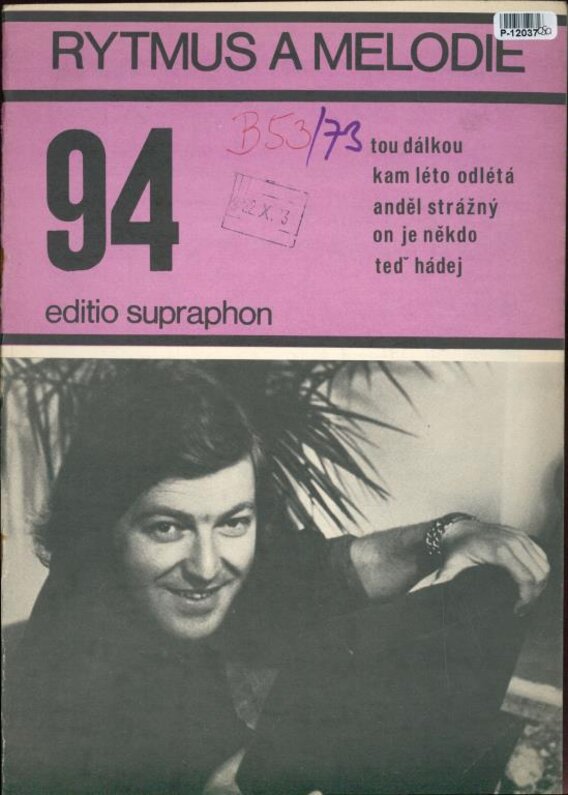 P-12037
RYTMUS A MELODIE
94
B53/73
tou dálkou
kam léto odlétá
anděl strážný
on je někdo
teď hádej
editio supraphon